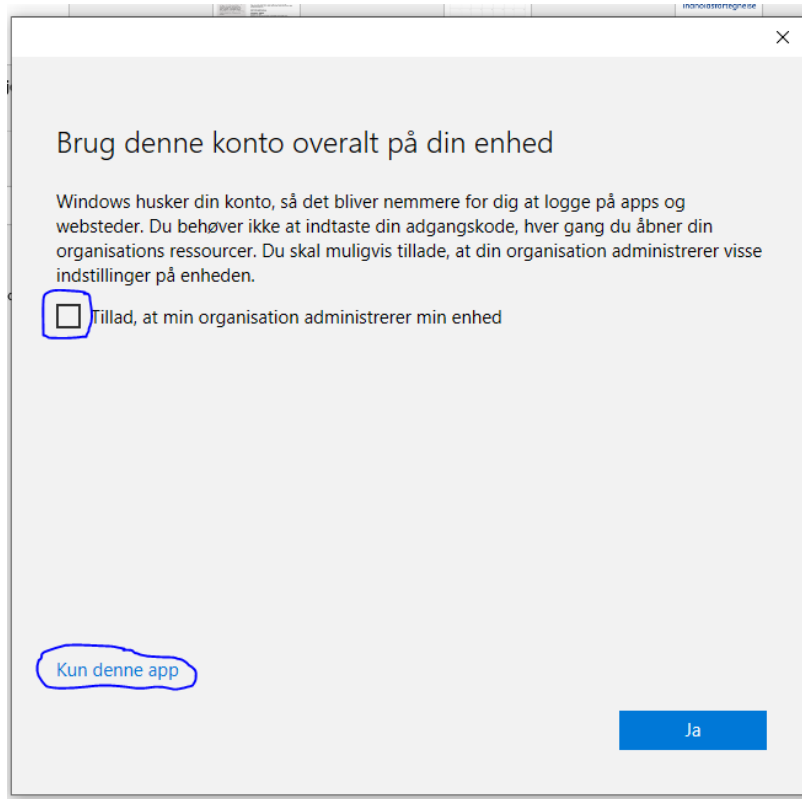 Indholdsfortegnelse
Brug denne konto overalt på din enhed
Windows husker din konto, så det bliver nemmere for dig at logge på apps og
websteder. Du behøver ikke at indtaste din adgangskode, hver gang du åbner din
organisations ressourcer. Du skal muligvis tillade, at din organisation administrerer visse
indstillinger på enheden.
Tillad, at min organisation administrerer min enhed
Kun denne app
Ja